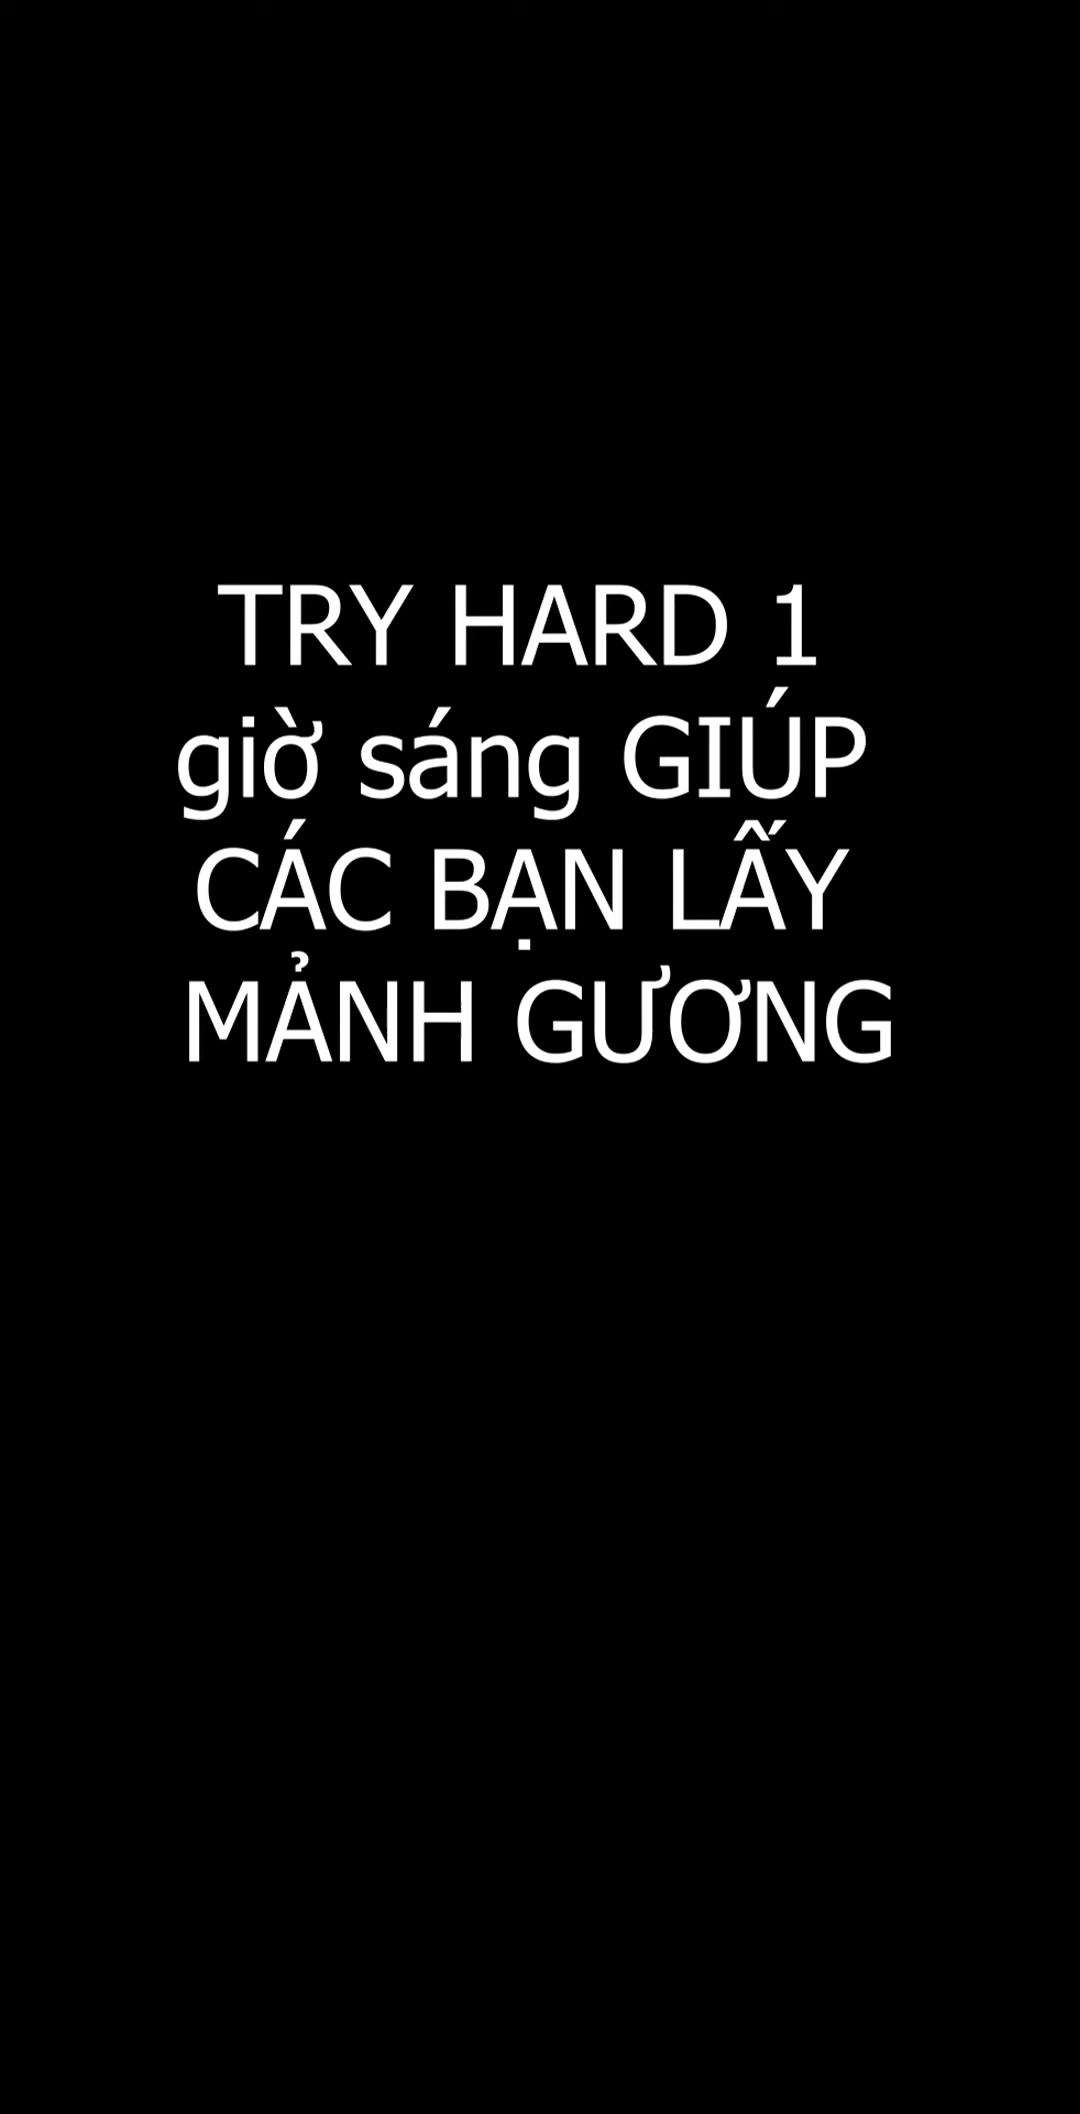 TRY HARD 1
giờ sáng GIÚP
CÁC BẠN LẤY
MẢNH GƯƠNG